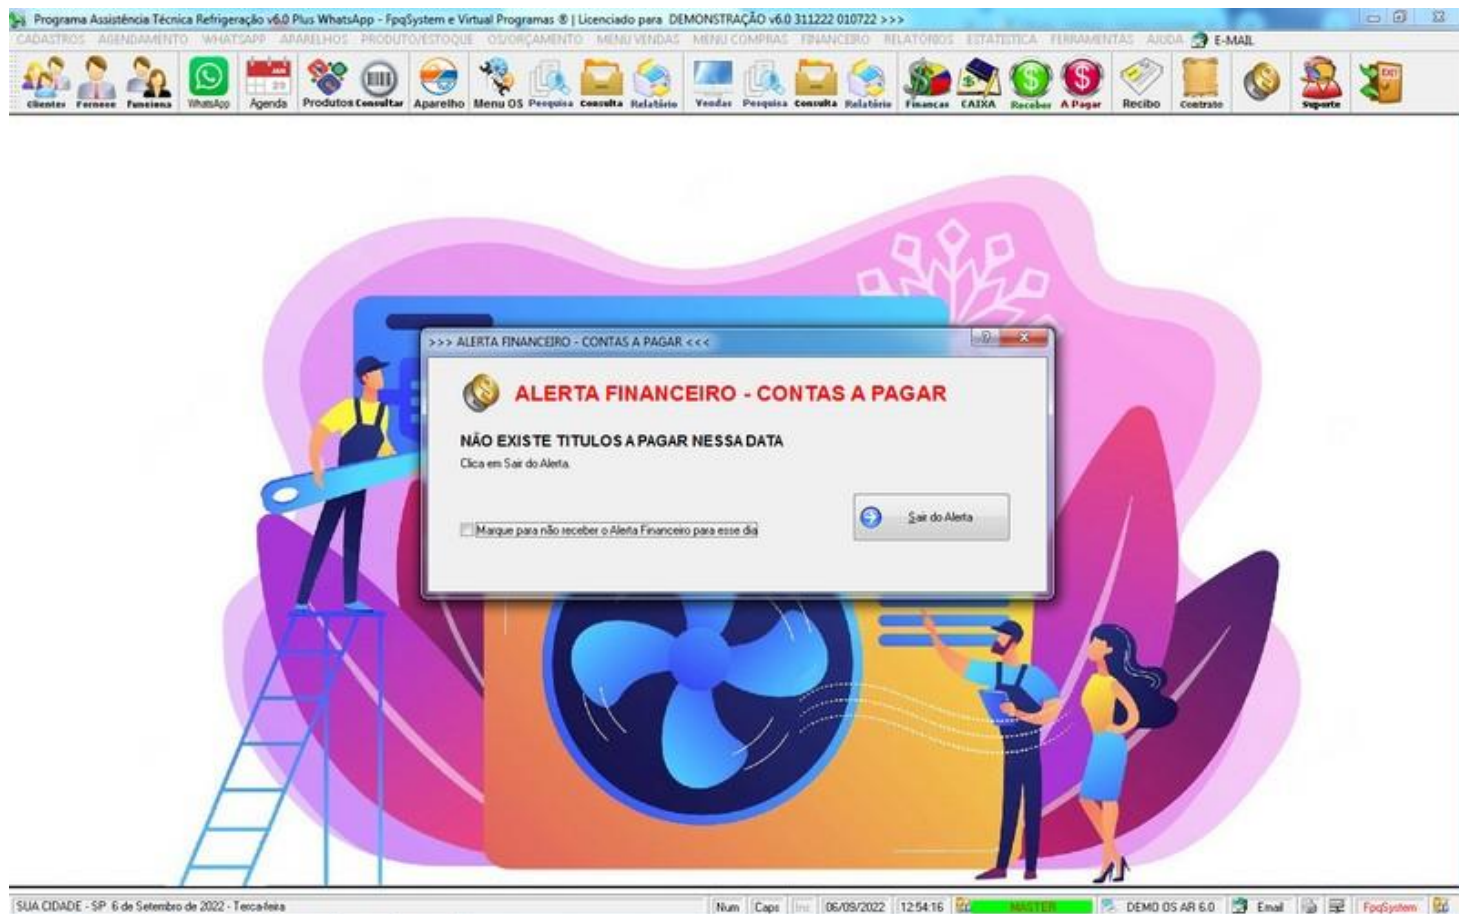 Programa Assistência Técnica Refrigeração v6.0 Plus WhatsApp - FpqSystem e Virtual Programas ® | Licenciado para DEMONSTRAÇÃO v6.0 311222 010722 >>>
CADASTROS AGENDAMENTO WHATSAPP APARELHOS PRODUTO/ESTOQUE OS/ORÇAMENTO MENU VENDAS MENU COMPRAS FINANCEIRO RELATÓRIOS ESTATISTICA FERRAMENTAS AJUDA E-MAIL
Clientes Fornece Funciona WhatsApp Agenda Produtos Consultar Aparelho Menu OS Pesquisa Consulta Relatório Vendas Pesquisa Consulta Relatório Finanças CAIXA Receber A Pagar Recibo Contrato Suporte
>>> ALERTA FINANCEIRO - CONTAS A PAGAR <<<
ALERTA FINANCEIRO - CONTAS A PAGAR
NÃO EXISTE TITULOS A PAGAR NESSA DATA
Clica em Sair do Alerta.
Sair do Alerta
Marque para não receber o Alerta Financeiro para esse dia
SUA CIDADE - SP 6 de Setembro de 2022 - Terca-feira Num Caps Ins 06/09/2022 12:54:16 MASTER DEMO OS AR 6.0 Email FpqSystem